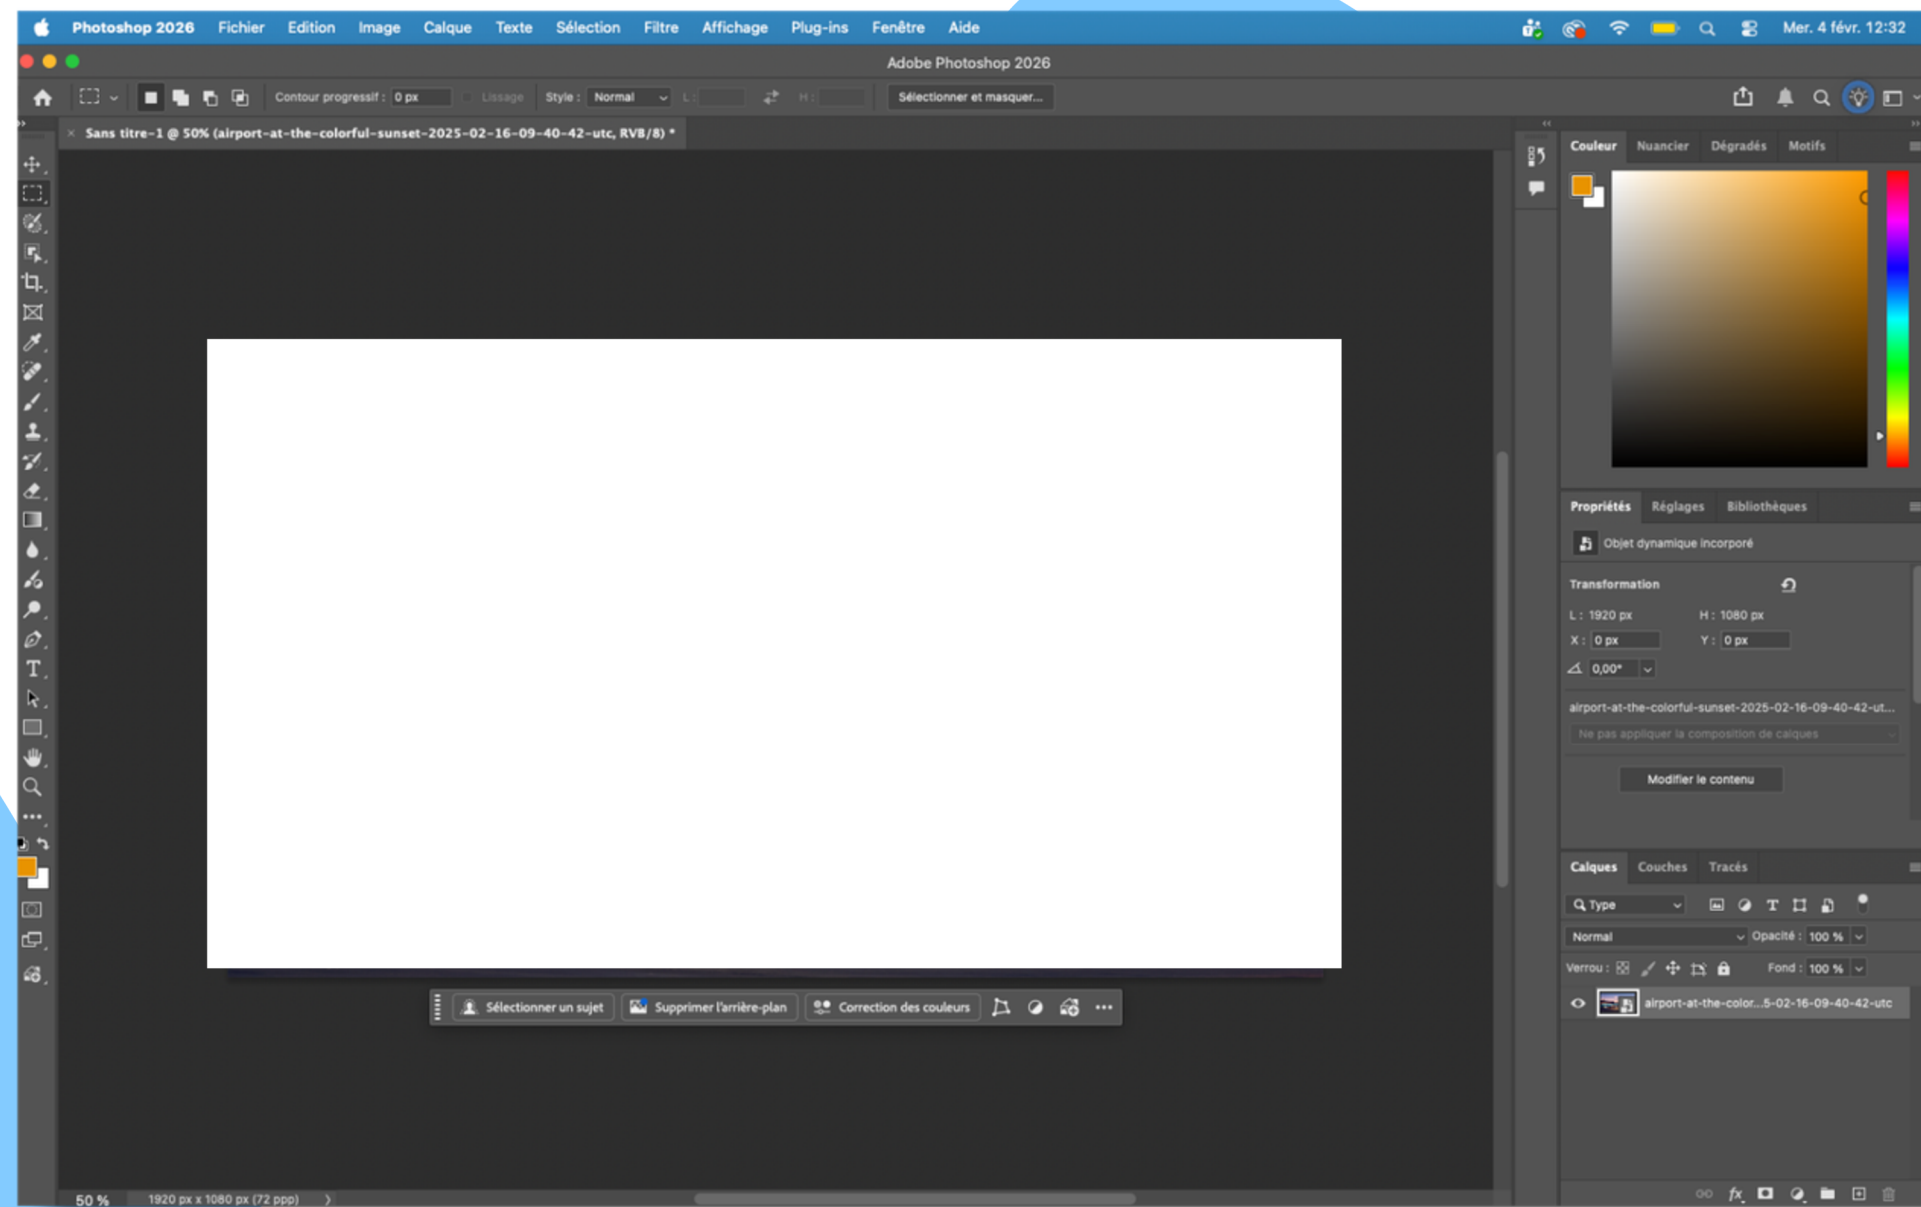 Photoshop 2026 Fichier Edition Image Calque Texte Sélection Filtre Affichage Plug-ins Fenêtre Aide Mer. 4 févr. 12:32
Adobe Photoshop 2026
Contour progressif : 0 px Lissage Style : Normal L : H : Sélectionner et masquer...
Sans titre-1 @ 50% (airport-at-the-colorful-sunset-2025-02-16-09-40-42-utc, RVB/8) *
Couleur Nuancier Dégradés Motifs
Propriétés Réglages Bibliothèques
Objet dynamique incorporé
Transformation
L : 1920 px H : 1080 px
X : 0 px Y : 0 px
0,00°
airport-at-the-colorful-sunset-2025-02-16-09-40-42-ut...
Ne pas appliquer la composition de calques
Modifier le contenu
Calques Couches Tracés
Type
Normal Opacité : 100 %
Verrou : Fond : 100 %
airport-at-the-color...5-02-16-09-40-42-utc
Sélectionner un sujet Supprimer l'arrière-plan Correction des couleurs
50 % 1920 px x 1080 px (72 ppp)